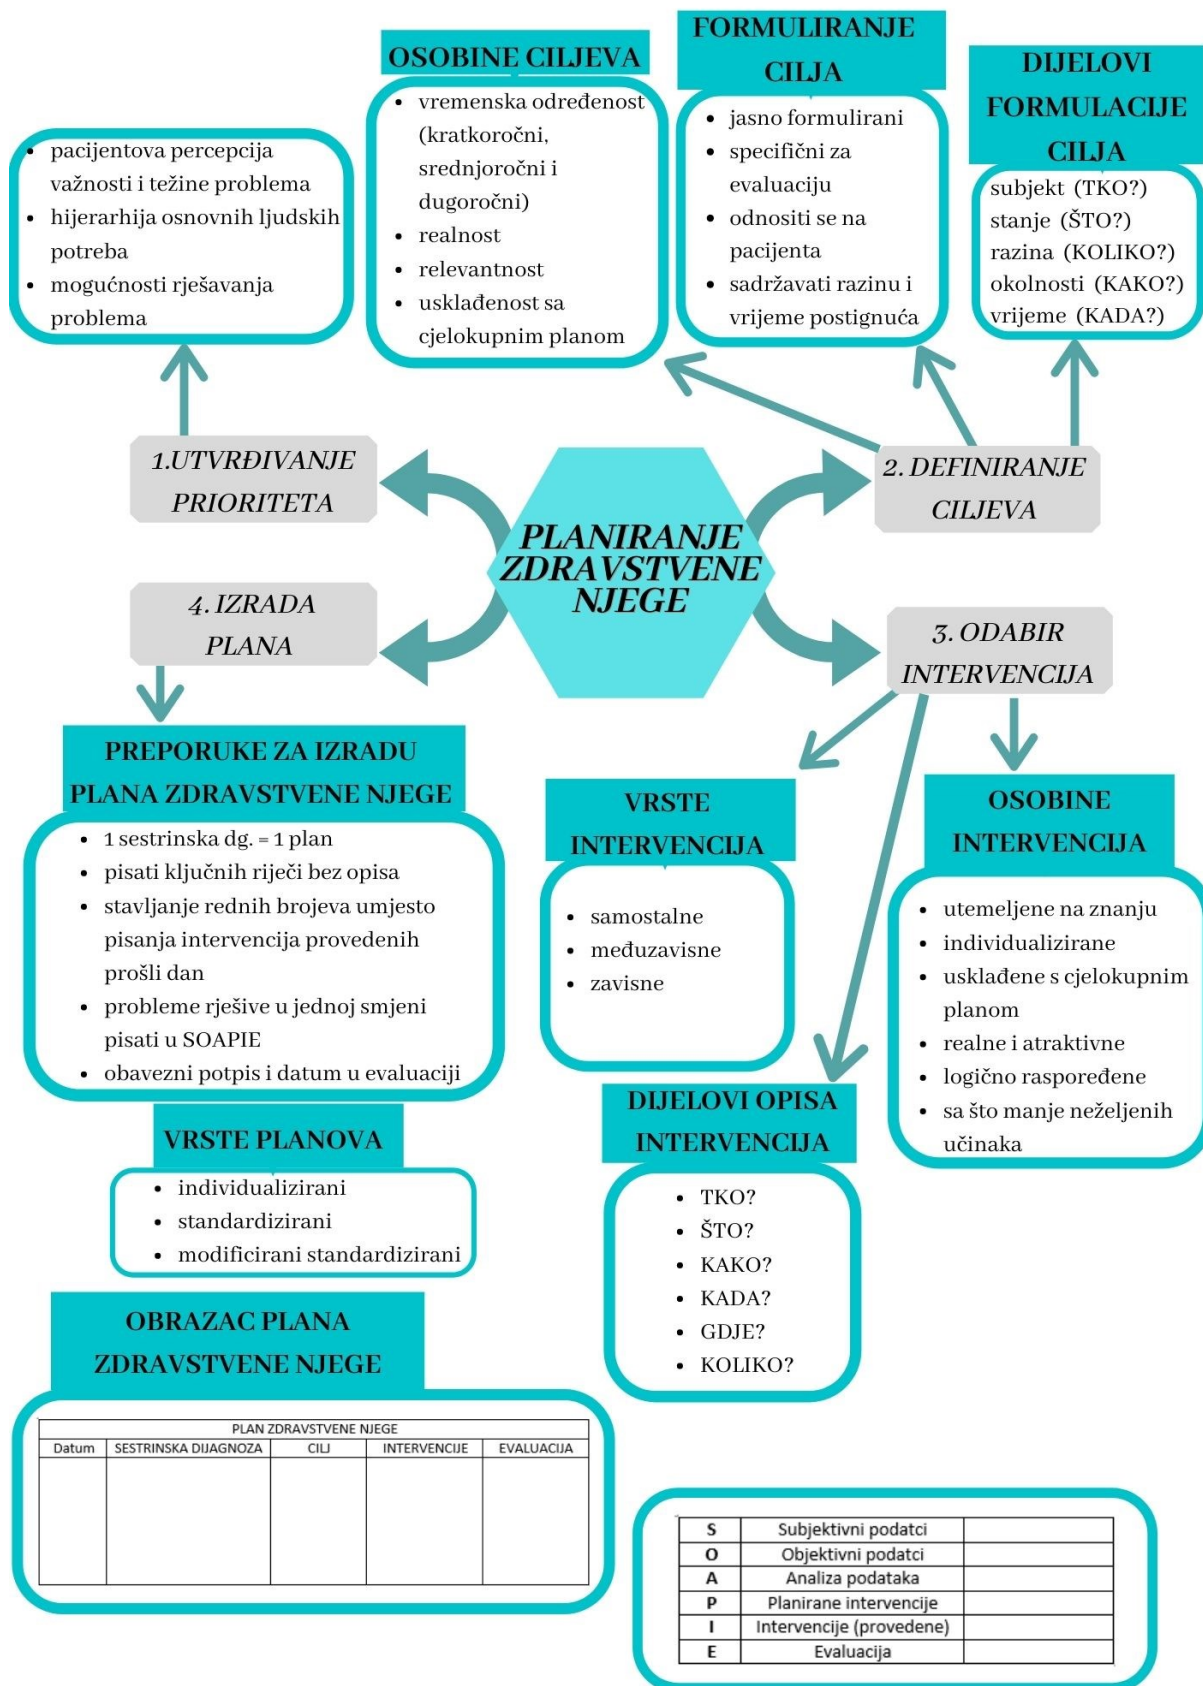 OSOBINE CILJEVA
• vremenska određenost
(kratkoročni,
srednjoročni i
dugoročni)
• realnost
• relevantnost
• usklađenost sa
cjelokupnim planom
FORMULIRANJE
CILJA
• jasno formulirani
• specifični za
evaluaciju
• odnositi se na
pacijenta
• sadržavati razinu i
vrijeme postignuća
DIJELOVI
FORMULACIJE
CILJA
subjekt (TKO?)
stanje (ŠTO?)
razina (KOLIKO?)
okolnosti (KAKO?)
vrijeme (KADA?)
• pacijentova percepcija
važnosti i težine problema
• hijerarhija osnovnih ljudskih
potreba
• mogućnosti rješavanja
problema
1.UTVRĐIVANJE
PRIORITETA
PLANIRANJE
ZDRAVSTVENE
NJEGE
2. DEFINIRANJE
CILJEVA
4. IZRADA
PLANA
3. ODABIR
INTERVENCIJA
PREPORUKE ZA IZRADU
PLANA ZDRAVSTVENE NJEGE
• 1 sestrinska dg. = 1 plan
• pisati ključnih riječi bez opisa
• stavljanje rednih brojeva umjesto
pisanja intervencija provedenih
prošli dan
• probleme rješive u jednoj smjeni
pisati u SOAPIE
• obavezni potpis i datum u evaluaciji
VRSTE
INTERVENCIJA
• samostalne
• međuzavisne
• zavisne
OSOBINE
INTERVENCIJA
• utemeljene na znanju
• individualizirane
• usklađene s cjelokupnim
planom
• realne i atraktivne
• logično raspoređene
• sa što manje neželjenih
učinaka
VRSTE PLANOVA
• individualizirani
• standardizirani
• modificirani standardizirani
DIJELOVI OPISA
INTERVENCIJA
• TKO?
• ŠTO?
• KAKO?
• KADA?
• GDJE?
• KOLIKO?
OBRAZAC PLANA
ZDRAVSTVENE NJEGE
PLAN ZDRAVSTVENE NJEGE
Datum SESTRINSKA DIJAGNOZA CILJ INTERVENCIJE EVALUACIJA
S Subjektivni podatci
O Objektivni podatci
A Analiza podataka
P Planirane intervencije
I Intervencije (provedene)
E Evaluacija